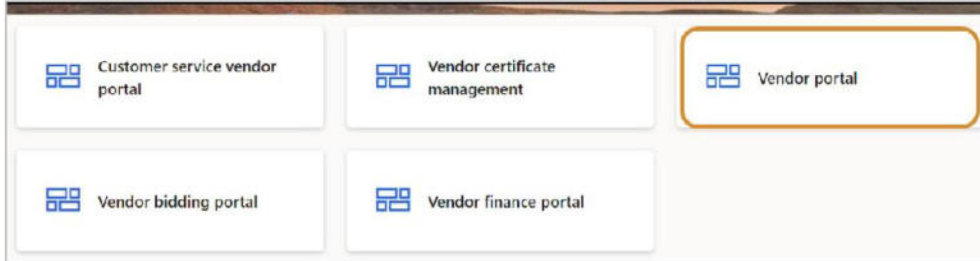 Customer service vendor
portal
Vendor certificate
management
Vendor portal
Vendor bidding portal
Vendor finance portal